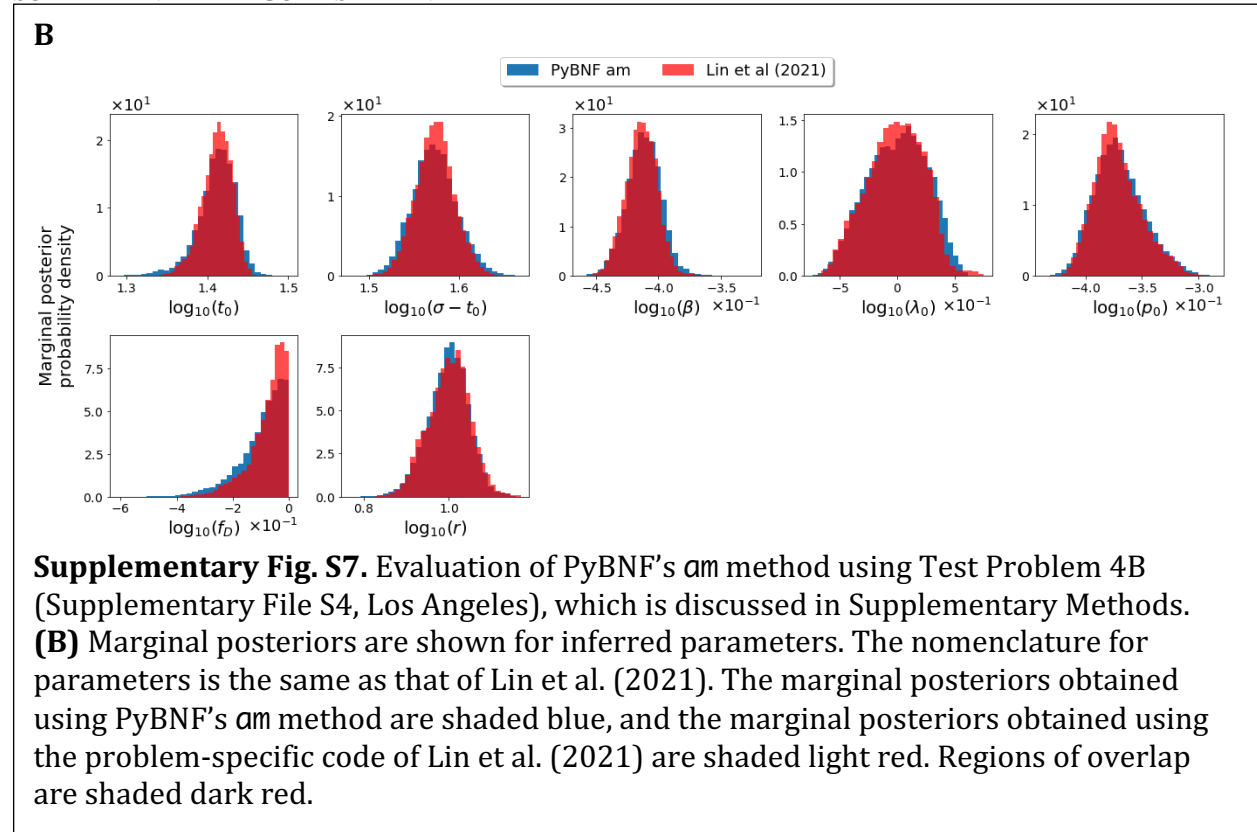 B
PyBNF am
Lin et al (2021)
Marginal posterior
probability density
×10¹
2
1
0
1.3 1.4 1.5
log₁₀(t₀)
×10¹
2
1
0
1.5 1.6
log₁₀(σ − t₀)
×10¹
3
2
1
0
−4.5 −4.0 −3.5
log₁₀(β) ×10⁻¹
1.5
1.0
0.5
0.0
−5 0 5
log₁₀(λ₀) ×10⁻¹
×10¹
2
1
0
−4.0 −3.5 −3.0
log₁₀(p₀) ×10⁻¹
7.5
5.0
2.5
0.0
−6 −4 −2 0
log₁₀(f_D) ×10⁻¹
7.5
5.0
2.5
0.0
0.8 1.0
log₁₀(r)
Supplementary Fig. S7. Evaluation of PyBNF’s am method using Test Problem 4B
(Supplementary File S4, Los Angeles), which is discussed in Supplementary Methods.
(B) Marginal posteriors are shown for inferred parameters. The nomenclature for
parameters is the same as that of Lin et al. (2021). The marginal posteriors obtained
using PyBNF’s am method are shaded blue, and the marginal posteriors obtained using
the problem-specific code of Lin et al. (2021) are shaded light red. Regions of overlap
are shaded dark red.